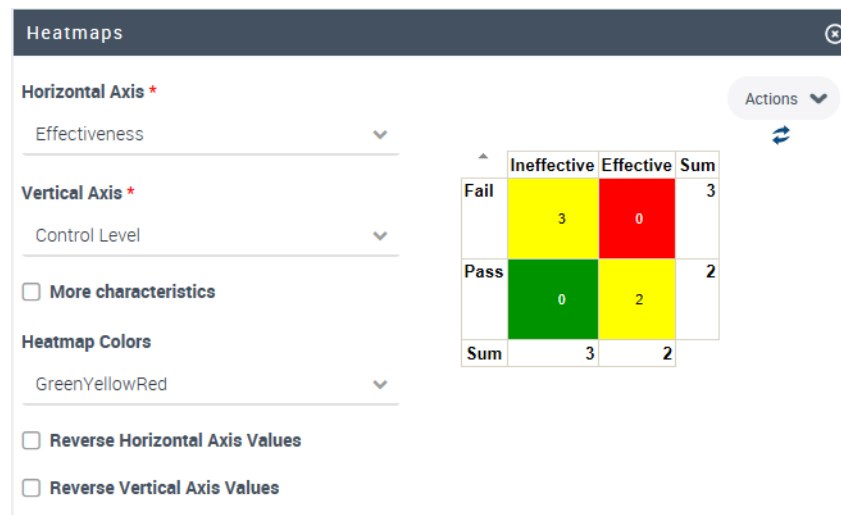 Heatmaps
Horizontal Axis *
Effectiveness
Vertical Axis *
Control Level
More characteristics
Heatmap Colors
GreenYellowRed
Reverse Horizontal Axis Values
Reverse Vertical Axis Values
Actions
Ineffective Effective Sum
Fail 3 0 3
Pass 0 2 2
Sum 3 2